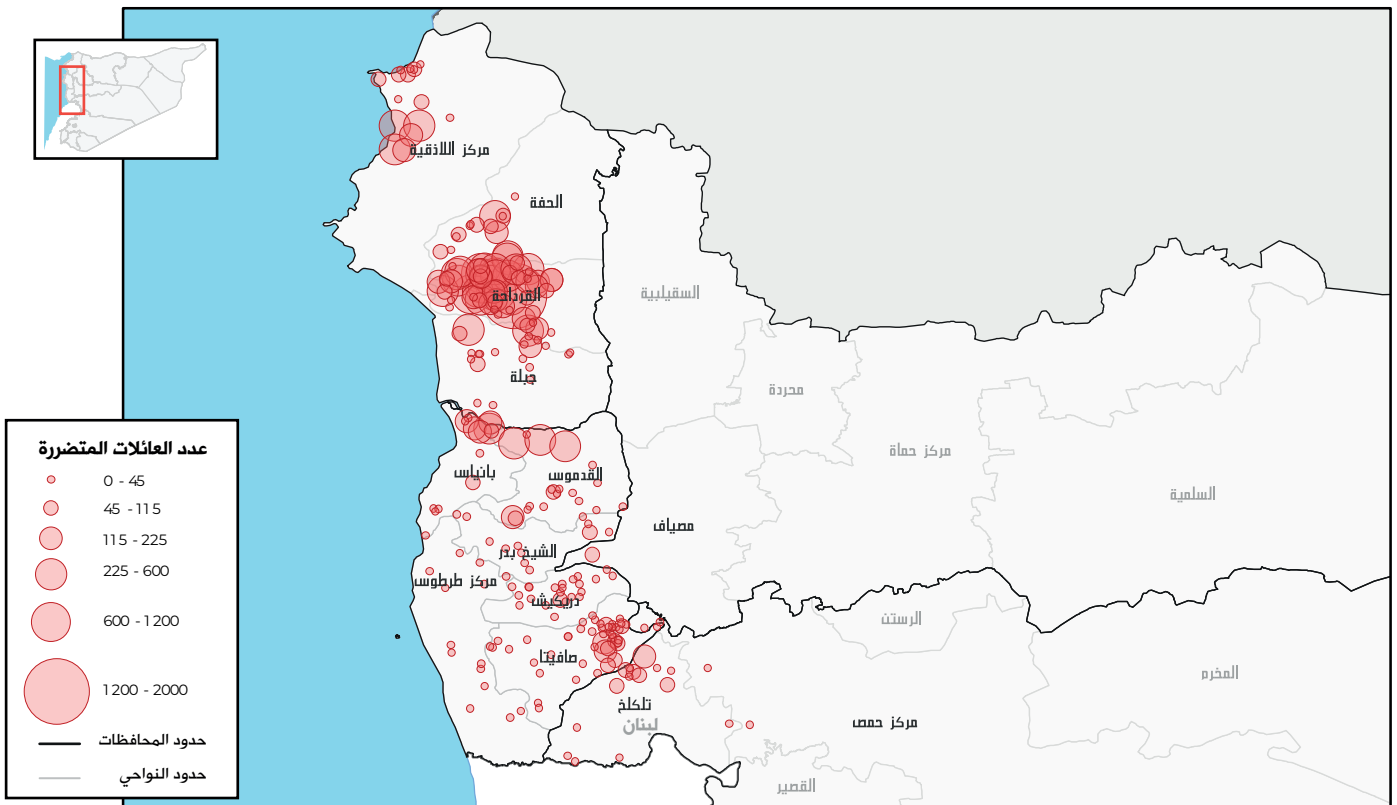 مركز اللاذقية
الحفة
القرداحة
السقيلبية
جبلة
محردة
مركز حماة
السلمية
بانياس
القدموس
مصياف
الشيخ بدر
مركز طرطوس
دريكيش
الرستن
صافيتا
المخرم
تلكلخ
لبنان
مركز حمص
القصير
عدد العائلات المتضررة
0 - 45
45 - 115
115 - 225
225 - 600
600 - 1200
1200 - 2000
حدود المحافظات
حدود النواحي